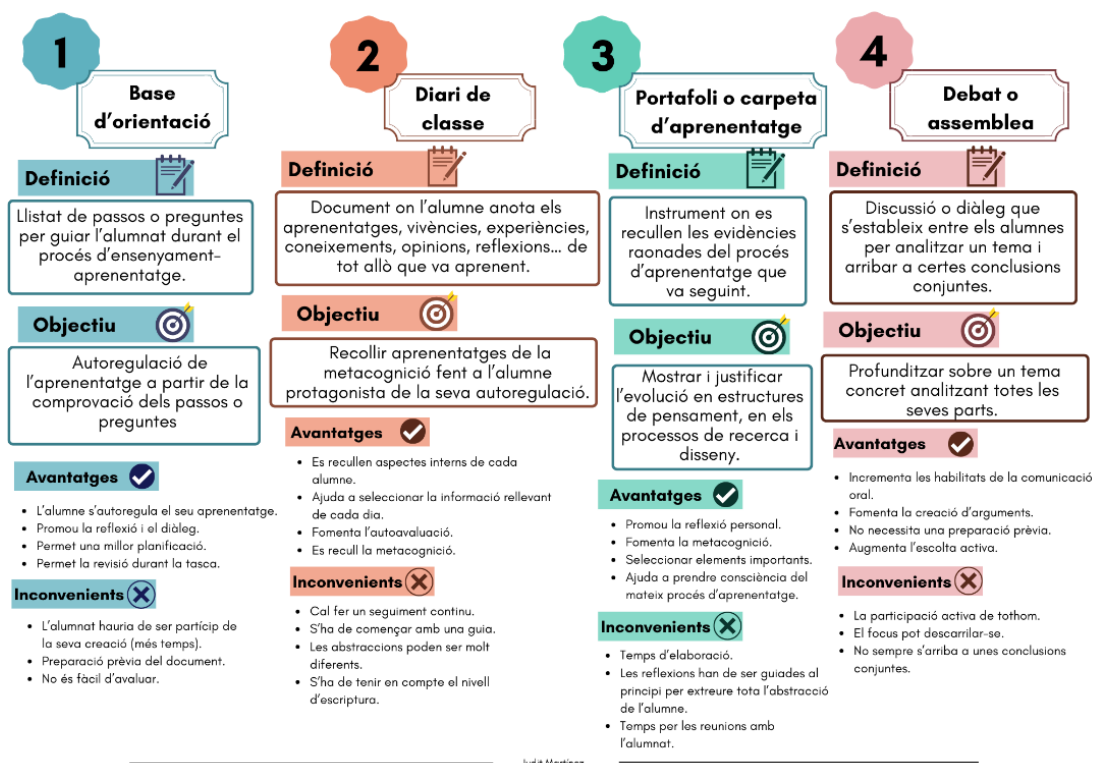 1
Base
d'orientació
Definició
Llistat de passos o preguntes
per guiar l'alumnat durant el
procés d'ensenyament-
aprenentatge.
Objectiu
Autoregulació de
l'aprenentatge a partir de la
comprovació dels passos o
preguntes
Avantatges
• L'alumne s'autoregula el seu aprenentatge.
• Promou la reflexió i el diàleg.
• Permet una millor planificació.
• Permet la revisió durant la tasca.
Inconvenients
• L'alumnat hauria de ser partícip de
la seva creació (més temps).
• Preparació prèvia del document.
• No és fàcil d'avaluar.
2
Diari de
classe
Definició
Document on l'alumne anota els
aprenentatges, vivències, experiències,
coneixements, opinions, reflexions... de
tot allò que va aprenent.
Objectiu
Recollir aprenentatges de la
metacognició fent a l'alumne
protagonista de la seva autoregulació.
Avantatges
• Es recullen aspectes interns de cada
alumne.
• Ajuda a seleccionar la informació rellevant
de cada dia.
• Fomenta l'autoavaluació.
• Es recull la metacognició.
Inconvenients
• Cal fer un seguiment continu.
• S'ha de començar amb una guia.
• Les abstraccions poden ser molt
diferents.
• S'ha de tenir en compte el nivell
d'escriptura.
3
Portafoli o carpeta
d'aprenentatge
Definició
Instrument on es
recullen les evidències
raonades del procés
d'aprenentatge que
va seguint.
Objectiu
Mostrar i justificar
l'evolució en estructures
de pensament, en els
processos de recerca i
disseny.
Avantatges
• Promou la reflexió personal.
• Fomenta la metacognició.
• Seleccionar elements importants.
• Ajuda a prendre consciència del
mateix procés d'aprenentatge.
Inconvenients
• Temps d'elaboració.
• Les reflexions han de ser guiades al
principi per extreure tota l'abstracció
de l'alumne.
• Temps per les reunions amb
l'alumnat.
4
Debat o
assemblea
Definició
Discussió o diàleg que
s'estableix entre els alumnes
per analitzar un tema i
arribar a certes conclusions
conjuntes.
Objectiu
Profunditzar sobre un tema
concret analitzant totes les
seves parts.
Avantatges
• Incrementa les habilitats de la comunicació
oral.
• Fomenta la creació d'arguments.
• No necessita una preparació prèvia.
• Augmenta l'escolta activa.
Inconvenients
• La participació activa de tothom.
• El focus pot descarrilar-se.
• No sempre s'arriba a unes conclusions
conjuntes.
Judit Martínez